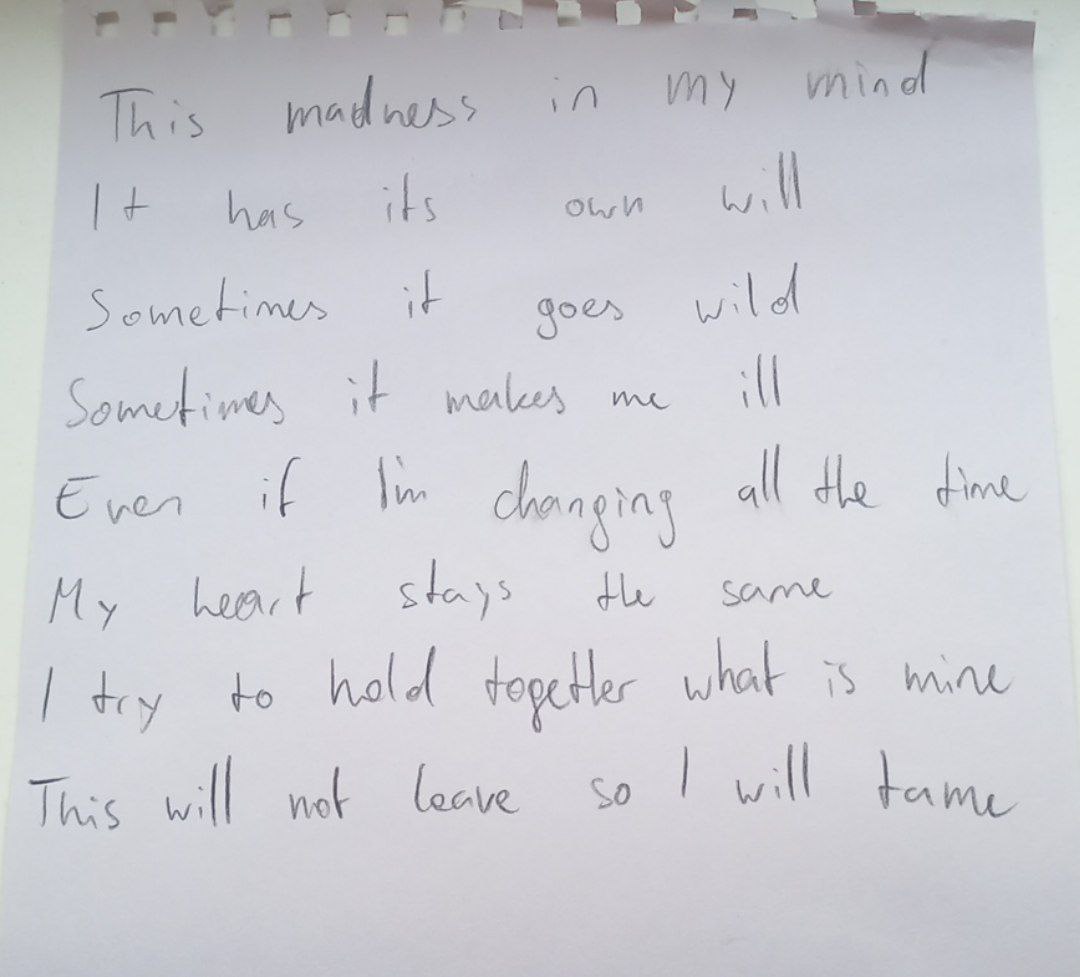 This madness in my mind
It has its own will
Sometimes it goes wild
Sometimes it makes me ill
Even if I'm changing all the time
My heart stays the same
I try to hold together what is mine
This will not leave so I will tame